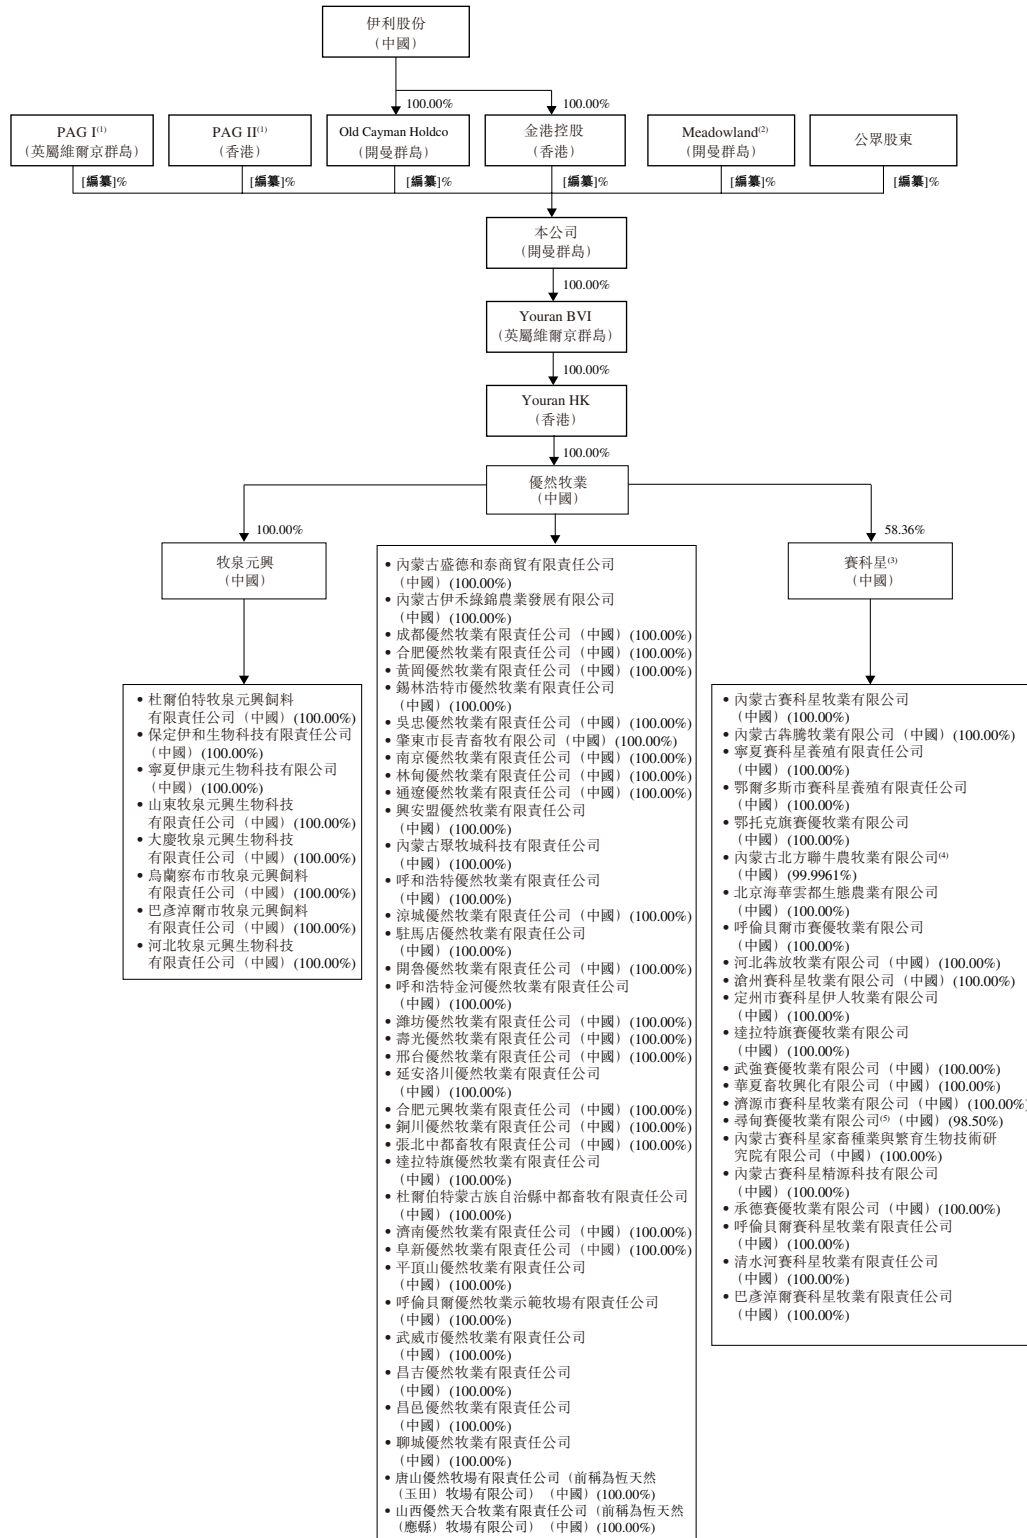 伊利股份
（中國）
100.00%
100.00%
PAG I(1)
（英屬維爾京群島）
PAG II(1)
（香港）
Old Cayman Holdco
（開曼群島）
金港控股
（香港）
Meadowland(2)
（開曼群島）
公眾股東
[編纂]%
[編纂]%
[編纂]%
[編纂]%
[編纂]%
[編纂]%
本公司
（開曼群島）
100.00%
Youran BVI
（英屬維爾京群島）
100.00%
Youran HK
（香港）
100.00%
優然牧業
（中國）
100.00%
58.36%
牧泉元興
（中國）
• 杜爾伯特牧泉元興飼料
有限責任公司（中國）(100.00%)
• 保定伊和生物科技有限責任公司
（中國）(100.00%)
• 寧夏伊康元生物科技有限公司
（中國）(100.00%)
• 山東牧泉元興生物科技
有限責任公司（中國）(100.00%)
• 大慶牧泉元興生物科技
有限責任公司（中國）(100.00%)
• 烏蘭察布市牧泉元興飼料
有限責任公司（中國）(100.00%)
• 巴彥淖爾市牧泉元興飼料
有限責任公司（中國）(100.00%)
• 河北牧泉元興生物科技
有限責任公司（中國）(100.00%)
• 內蒙古盛德和泰商貿有限責任公司
（中國）(100.00%)
• 內蒙古伊禾綠錦農業發展有限公司
（中國）(100.00%)
• 成都優然牧業有限責任公司（中國）(100.00%)
• 合肥優然牧業有限責任公司（中國）(100.00%)
• 黃岡優然牧業有限責任公司（中國）(100.00%)
• 錫林浩特市優然牧業有限責任公司
（中國）(100.00%)
• 吳忠優然牧業有限責任公司（中國）(100.00%)
• 肇東市長青畜牧有限公司（中國）(100.00%)
• 南京優然牧業有限責任公司（中國）(100.00%)
• 林甸優然牧業有限責任公司（中國）(100.00%)
• 通遼優然牧業有限責任公司（中國）(100.00%)
• 興安盟優然牧業有限責任公司
（中國）(100.00%)
• 內蒙古聚牧城科技有限責任公司
（中國）(100.00%)
• 呼和浩特優然牧業有限責任公司
（中國）(100.00%)
• 涼城優然牧業有限責任公司（中國）(100.00%)
• 駐馬店優然牧業有限責任公司
（中國）(100.00%)
• 開魯優然牧業有限責任公司（中國）(100.00%)
• 呼和浩特金河優然牧業有限責任公司
（中國）(100.00%)
• 濰坊優然牧業有限責任公司（中國）(100.00%)
• 壽光優然牧業有限責任公司（中國）(100.00%)
• 邢台優然牧業有限責任公司（中國）(100.00%)
• 延安洛川優然牧業有限責任公司
（中國）(100.00%)
• 合肥元興牧業有限責任公司（中國）(100.00%)
• 銅川優然牧業有限責任公司（中國）(100.00%)
• 張北中都畜牧有限責任公司（中國）(100.00%)
• 達拉特旗優然牧業有限責任公司
（中國）(100.00%)
• 杜爾伯特蒙古族自治縣中都畜牧有限責任公司
（中國）(100.00%)
• 濟南優然牧業有限責任公司（中國）(100.00%)
• 阜新優然牧業有限責任公司（中國）(100.00%)
• 平頂山優然牧業有限責任公司
（中國）(100.00%)
• 呼倫貝爾優然牧業示範牧場有限責任公司
（中國）(100.00%)
• 武威市優然牧業有限責任公司
（中國）(100.00%)
• 昌吉優然牧業有限責任公司
（中國）(100.00%)
• 昌邑優然牧業有限責任公司
（中國）(100.00%)
• 聊城優然牧業有限責任公司
（中國）(100.00%)
• 唐山優然牧場有限責任公司（前稱為恆天然
（玉田）牧場有限公司）（中國）(100.00%)
• 山西優然天合牧業有限責任公司（前稱為恆天然
（應縣）牧場有限公司）（中國）(100.00%)
賽科星(3)
（中國）
• 內蒙古賽科星牧業有限公司
（中國）(100.00%)
• 內蒙古犇騰牧業有限公司（中國）(100.00%)
• 寧夏賽科星養殖有限責任公司
（中國）(100.00%)
• 鄂爾多斯市賽科星養殖有限責任公司
（中國）(100.00%)
• 鄂托克旗賽優牧業有限公司
（中國）(100.00%)
• 內蒙古北方聯牛農牧業有限公司(4)
（中國）(99.9961%)
• 北京海華雲都生態農業有限公司
（中國）(100.00%)
• 呼倫貝爾市賽優牧業有限公司
（中國）(100.00%)
• 河北犇放牧業有限公司（中國）(100.00%)
• 滄州賽科星牧業有限公司（中國）(100.00%)
• 定州市賽科星伊人牧業有限公司
（中國）(100.00%)
• 達拉特旗賽優牧業有限公司
（中國）(100.00%)
• 武強賽優牧業有限公司（中國）(100.00%)
• 華夏畜牧興化有限公司（中國）(100.00%)
• 濟源市賽科星牧業有限公司（中國）(100.00%)
• 尋甸賽優牧業有限公司(5)（中國）(98.50%)
• 內蒙古賽科星家畜種業與繁育生物技術研
究院有限公司（中國）(100.00%)
• 內蒙古賽科星精源科技有限公司
（中國）(100.00%)
• 承德賽優牧業有限公司（中國）(100.00%)
• 呼倫貝爾賽科星牧業有限責任公司
（中國）(100.00%)
• 清水河賽科星牧業有限責任公司
（中國）(100.00%)
• 巴彥淖爾賽科星牧業有限責任公司
（中國）(100.00%)